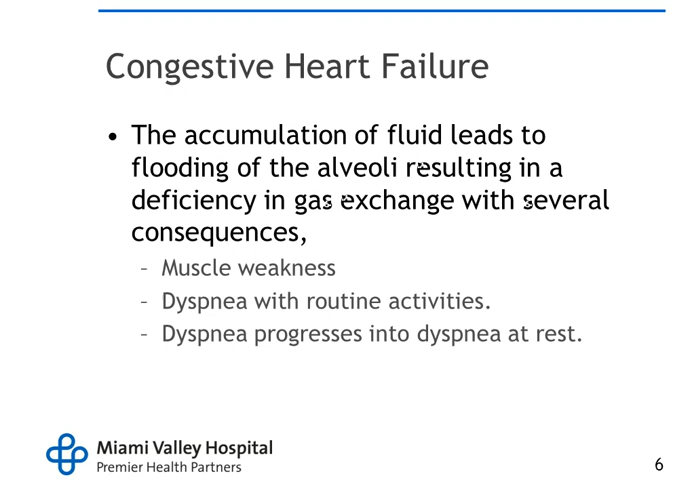 Congestive Heart Failure
• The accumulation of fluid leads to
flooding of the alveoli resulting in a
deficiency in gas exchange with several
consequences,
– Muscle weakness
– Dyspnea with routine activities.
– Dyspnea progresses into dyspnea at rest.
Miami Valley Hospital
Premier Health Partners
6